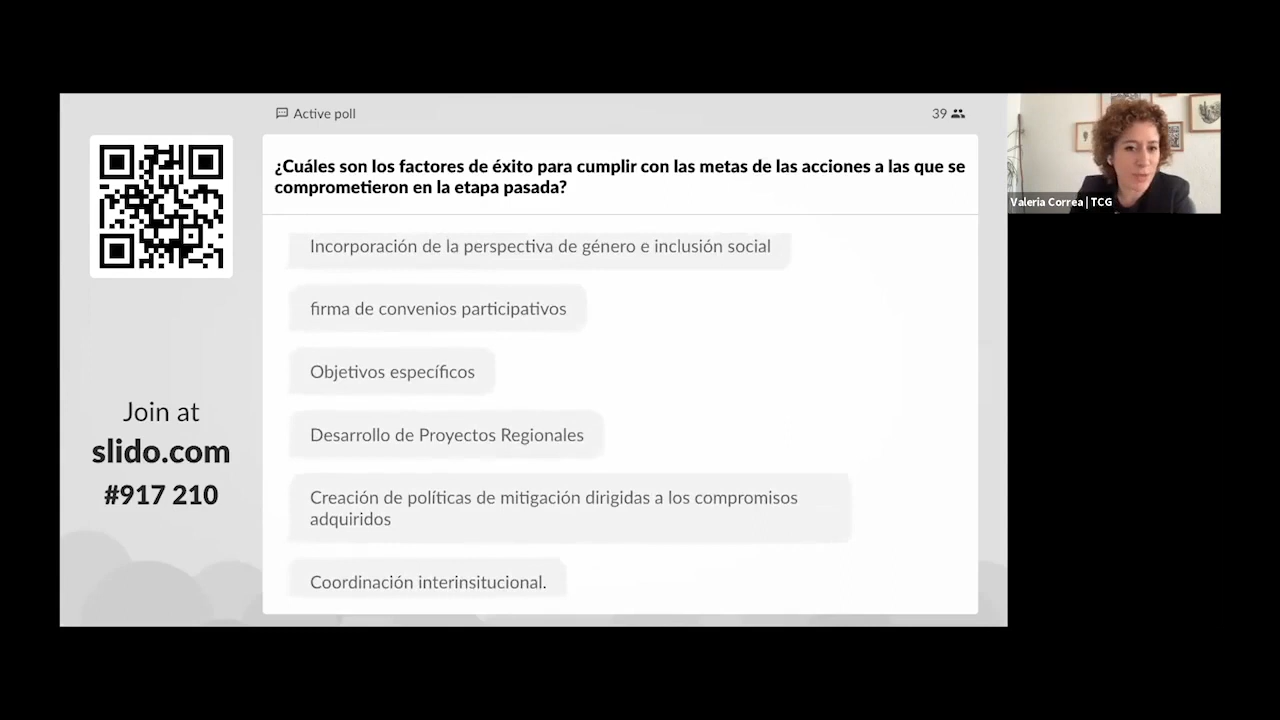 Active poll
39
¿Cuáles son los factores de éxito para cumplir con las metas de las acciones a las que se
comprometieron en la etapa pasada?
Incorporación de la perspectiva de género e inclusión social
firma de convenios participativos
Objetivos específicos
Desarrollo de Proyectos Regionales
Creación de políticas de mitigación dirigidas a los compromisos
adquiridos
Coordinación interinsitucional.
Join at
slido.com
#917 210
Valeria Correa | TCG